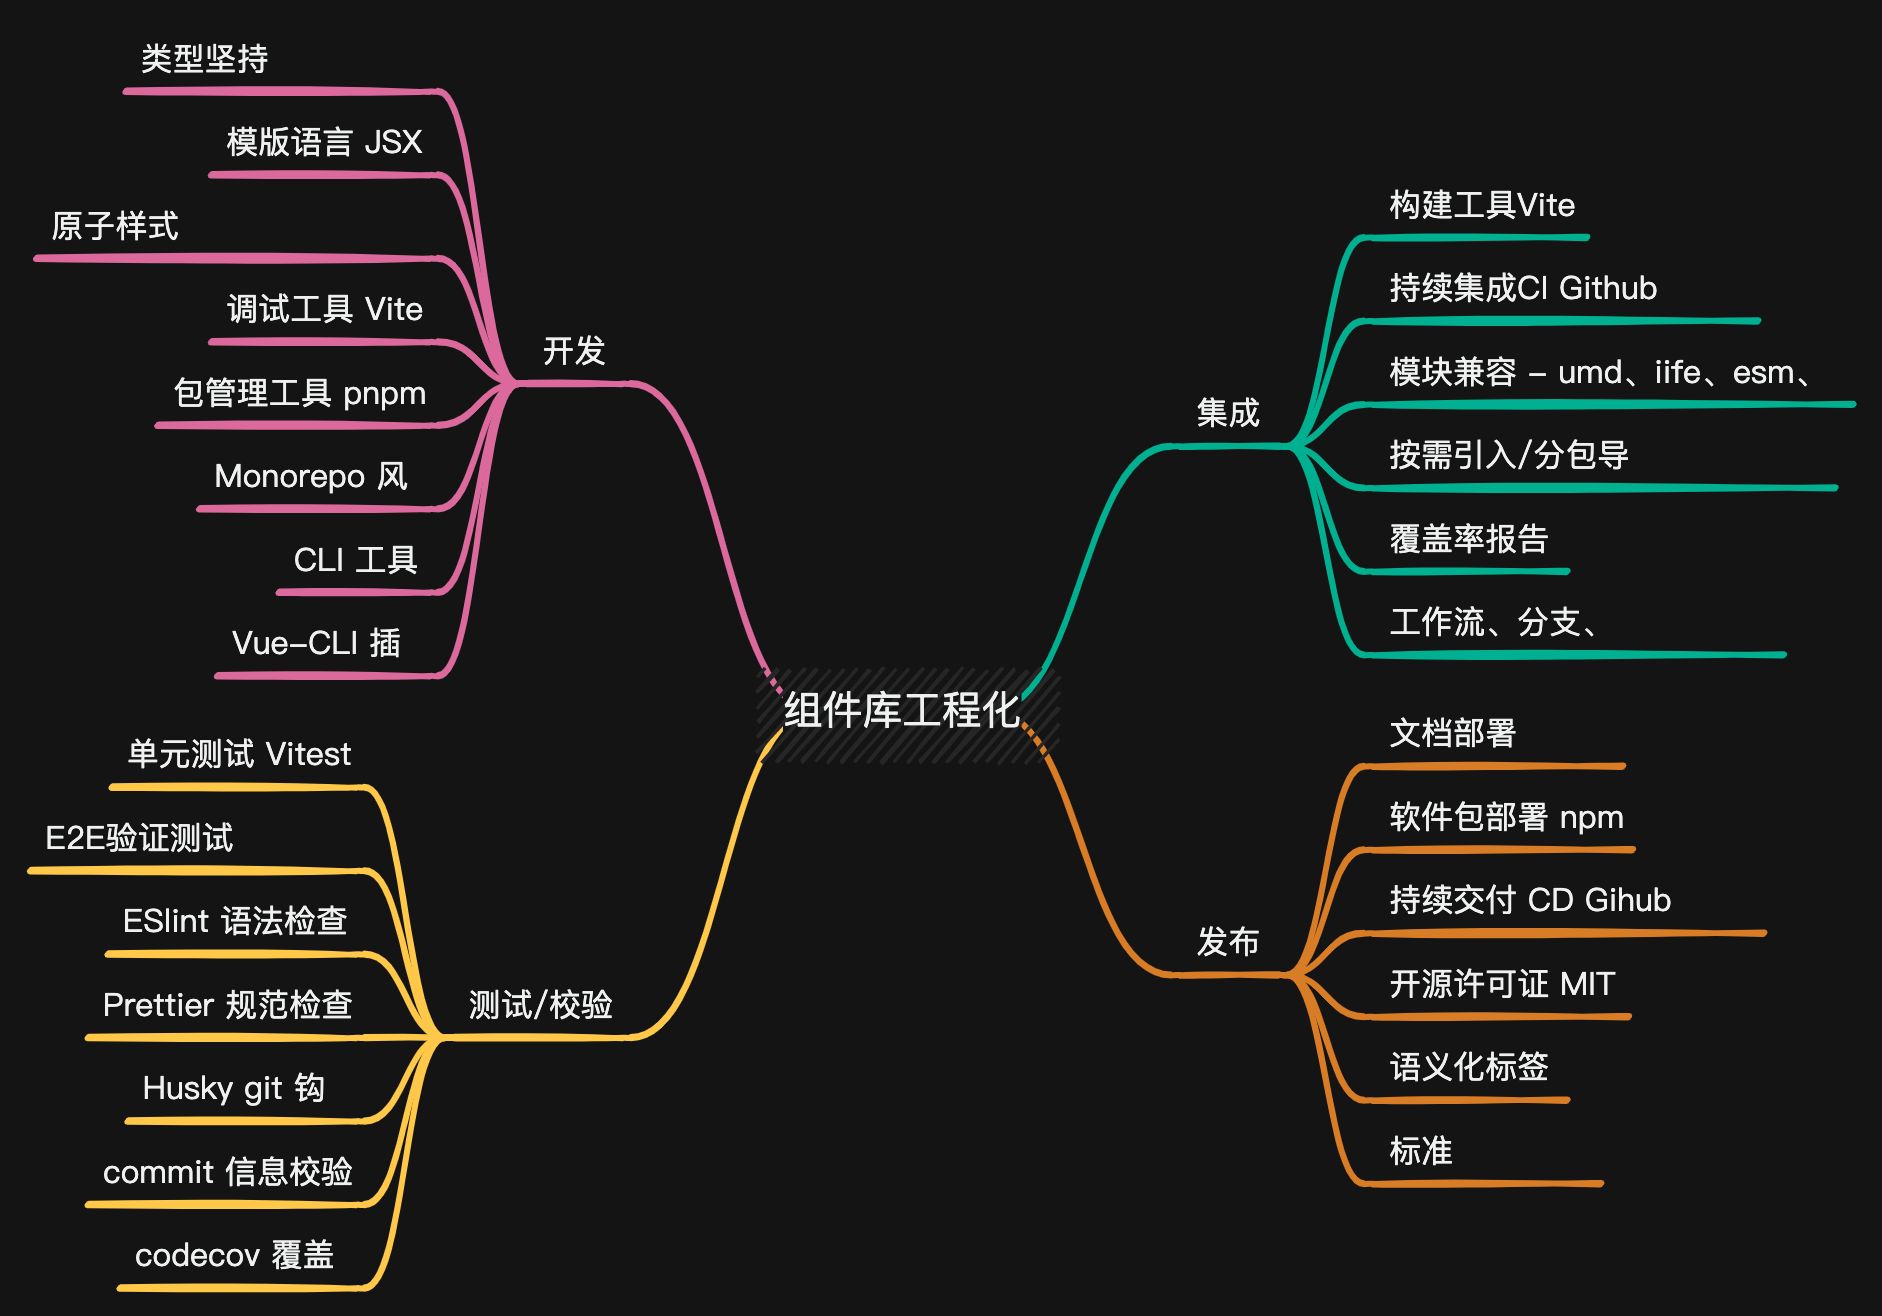 组件库工程化
开发
类型坚持
模版语言 JSX
原子样式
调试工具 Vite
包管理工具 pnpm
Monorepo 风
CLI 工具
Vue-CLI 插
测试/校验
单元测试 Vitest
E2E验证测试
ESlint 语法检查
Prettier 规范检查
Husky git 钩
commit 信息校验
codecov 覆盖
集成
构建工具Vite
持续集成CI Github
模块兼容 - umd、iife、esm、
按需引入/分包导
覆盖率报告
工作流、分支、
发布
文档部署
软件包部署 npm
持续交付 CD Gihub
开源许可证 MIT
语义化标签
标准